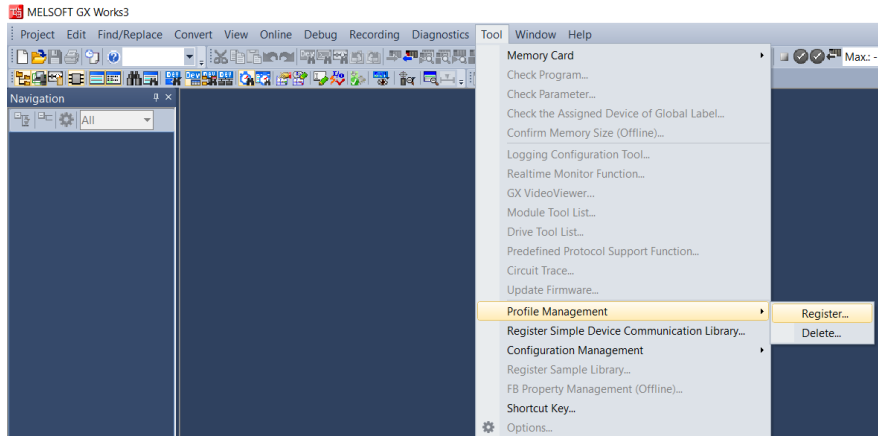 MELSOFT GX Works3
Project Edit Find/Replace Convert View Online Debug Recording Diagnostics Tool Window Help
Max.: -
Navigation
All
Memory Card
Check Program...
Check Parameter...
Check the Assigned Device of Global Label...
Confirm Memory Size (Offline)...
Logging Configuration Tool...
Realtime Monitor Function...
GX VideoViewer...
Module Tool List...
Drive Tool List...
Predefined Protocol Support Function...
Circuit Trace...
Update Firmware...
Profile Management
Register...
Register Simple Device Communication Library...
Delete...
Configuration Management
Register Sample Library...
FB Property Management (Offline)...
Shortcut Key...
Options...